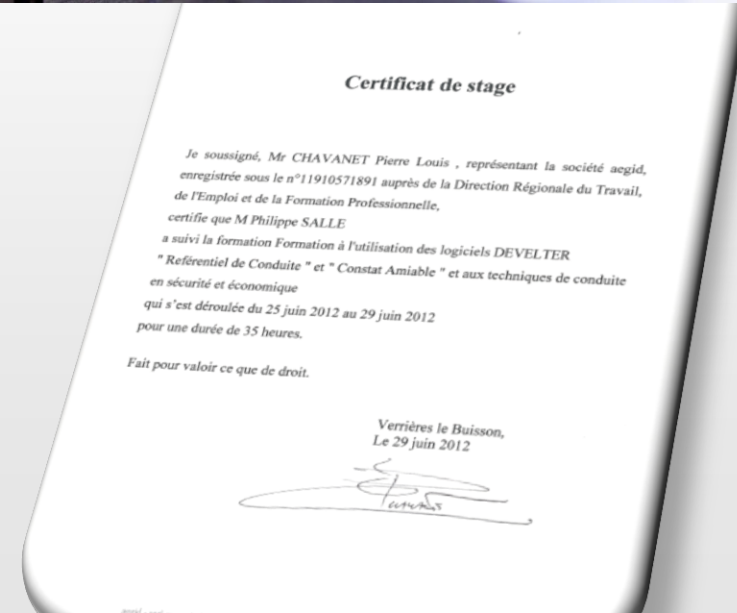 Certificat de stage
Je soussigné, Mr CHAVANET Pierre Louis , représentant la société aegid,
enregistrée sous le n°11910571891 auprès de la Direction Régionale du Travail,
de l'Emploi et de la Formation Professionnelle,
certifie que M Philippe SALLE
a suivi la formation Formation à l'utilisation des logiciels DEVELTER
" Reférentiel de Conduite " et " Constat Amiable " et aux techniques de conduite
en sécurité et économique
qui s'est déroulée du 25 juin 2012 au 29 juin 2012
pour une durée de 35 heures.
Fait pour valoir ce que de droit.
Verrières le Buisson,
Le 29 juin 2012